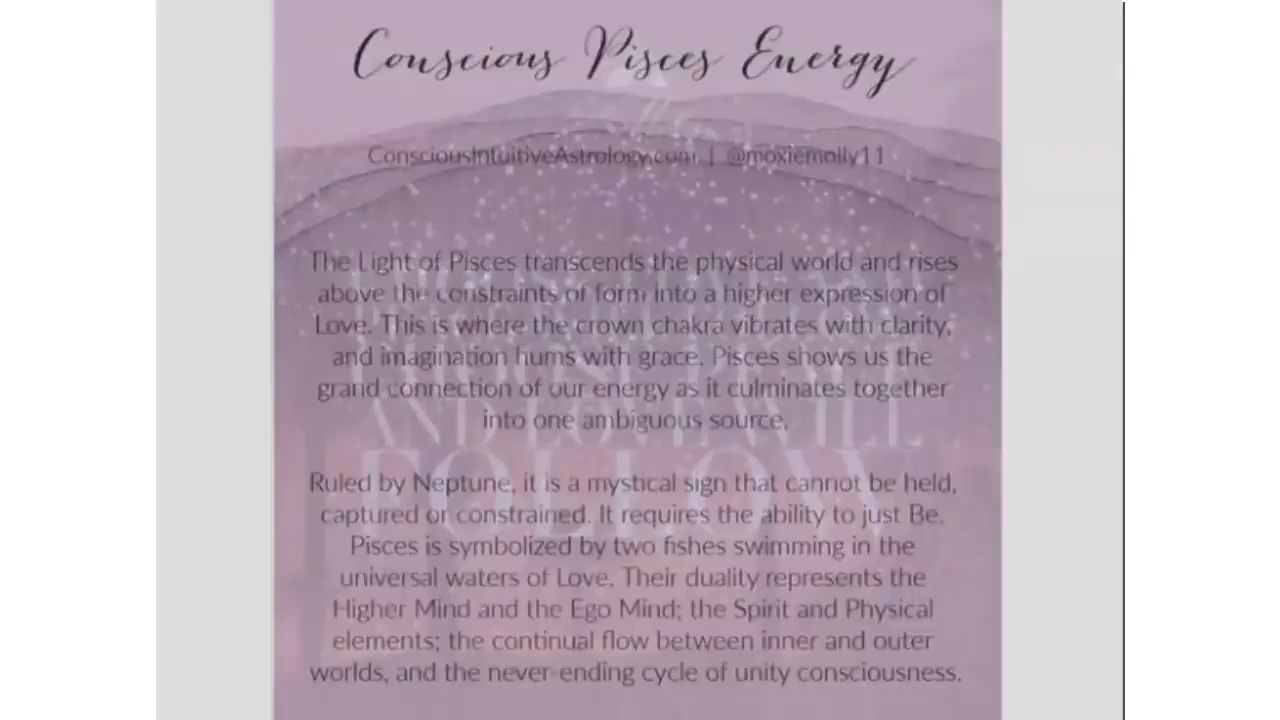 Conscious Pisces Energy
ConsciousIntuitiveAstrology.com | @moxiemolly11
The Light of Pisces transcends the physical world and rises
above the constraints of form into a higher expression of
Love. This is where the crown chakra vibrates with clarity,
and imagination hums with grace. Pisces shows us the
grand connection of our energy as it culminates together
into one ambiguous source.
Ruled by Neptune, it is a mystical sign that cannot be held,
captured or constrained. It requires the ability to just Be.
Pisces is symbolized by two fishes swimming in the
universal waters of Love. Their duality represents the
Higher Mind and the Ego Mind; the Spirit and Physical
elements; the continual flow between inner and outer
worlds, and the never-ending cycle of unity consciousness.
AND LOVE WILL
FOLLOW